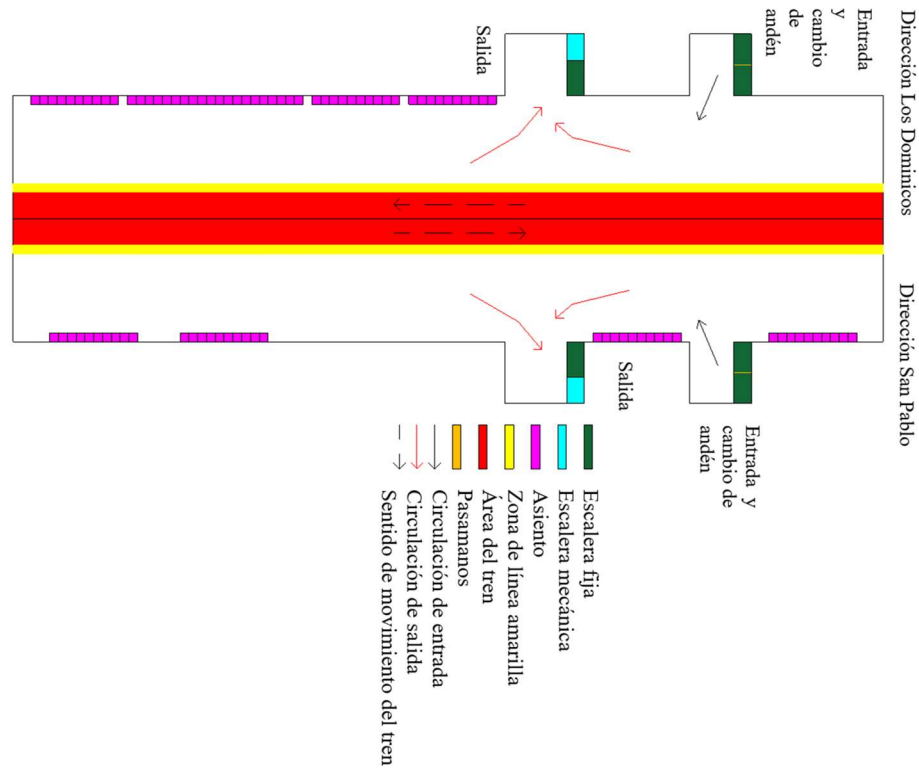 Dirección Los Dominicos
Entrada
y
cambio
de
andén
Salida
Dirección San Pablo
Salida
Entrada y
cambio de
andén
Escalera fija
Escalera mecánica
Asiento
Zona de línea amarilla
Área del tren
Pasamanos
Circulación de entrada
Circulación de salida
Sentido de movimiento del tren